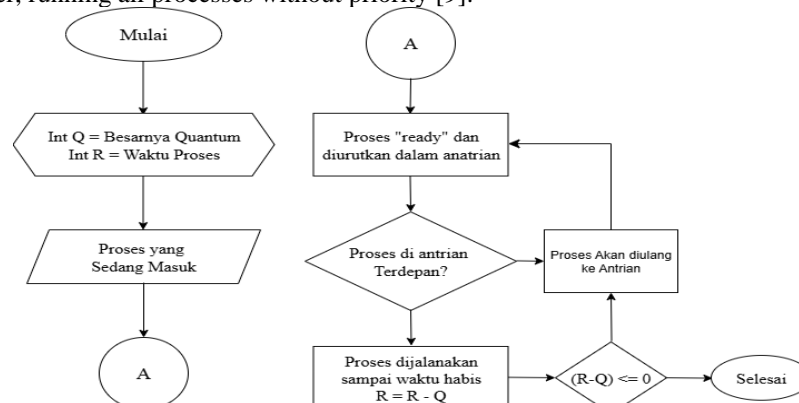 er, running all processes without priority [9].
Mulai
Int Q = Besarnya Quantum
Int R = Waktu Proses
Proses yang
Sedang Masuk
A
A
Proses "ready" dan
diurutkan dalam anatrian
Proses di antrian
Terdepan?
Proses Akan diulang
ke Antrian
Proses dijalanakan
sampai waktu habis
R = R - Q
(R-Q) <= 0
Selesai